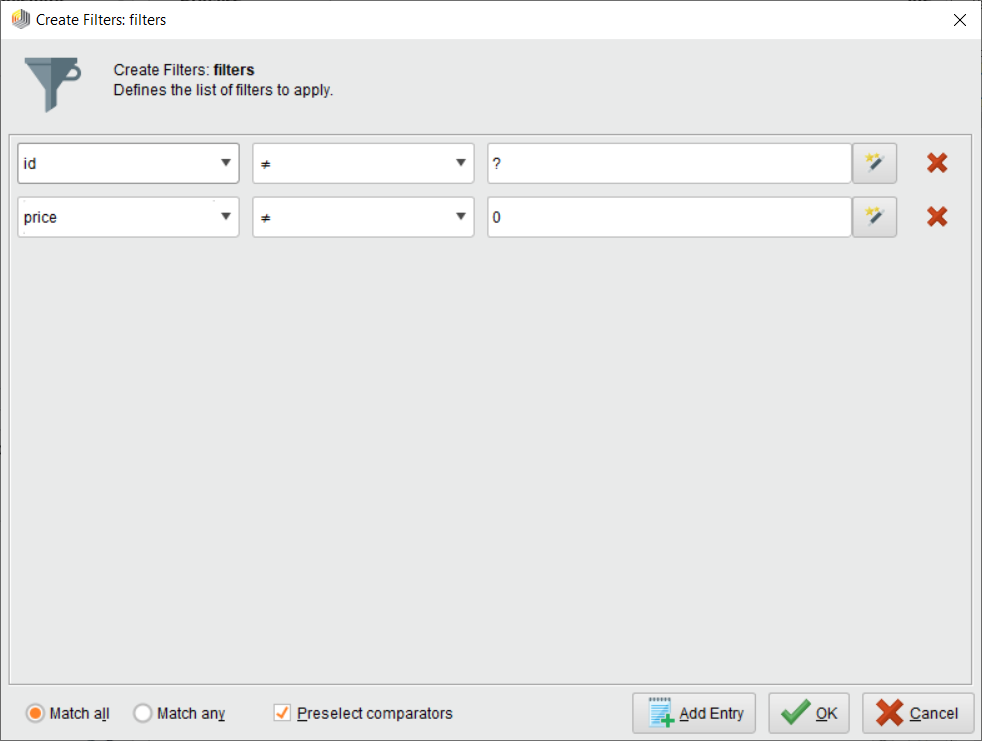 Create Filters: filters
Create Filters: filters
Defines the list of filters to apply.
id ≠ ?
price ≠ 0
Match all Match any Preselect comparators Add Entry OK Cancel